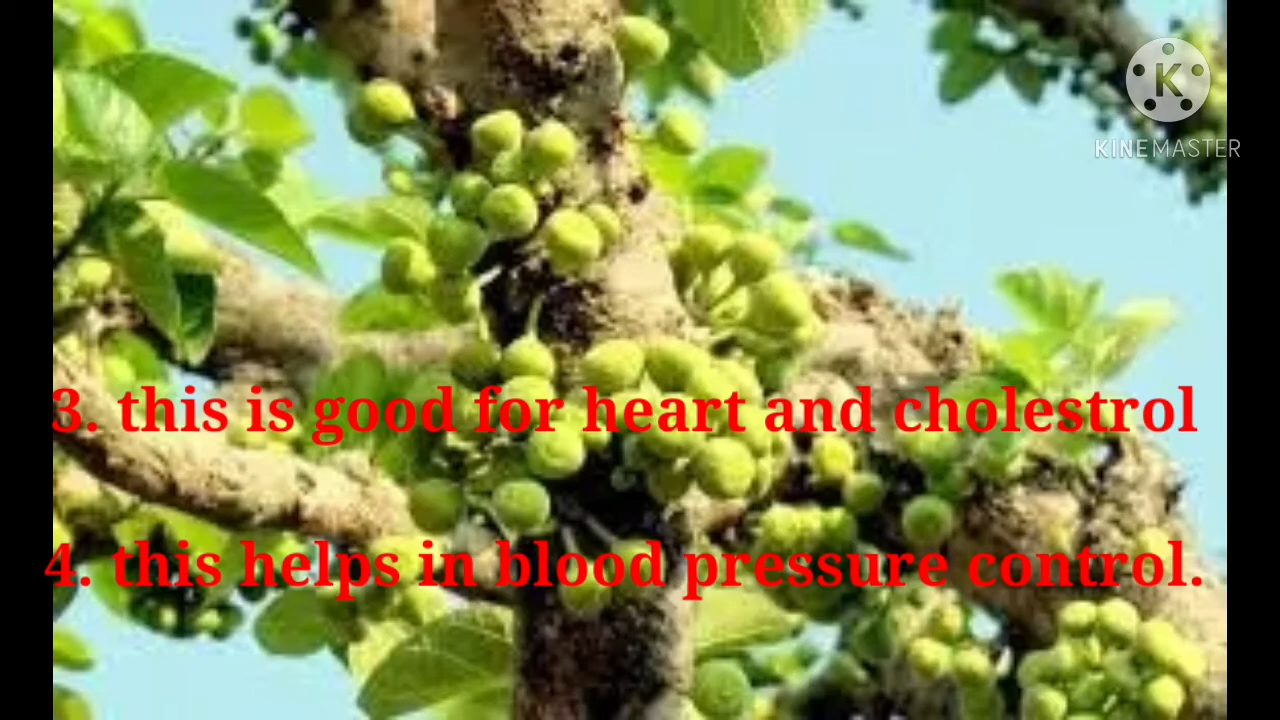 K
KINEMASTER
3. this is good for heart and cholestrol
4. this helps in blood pressure control.